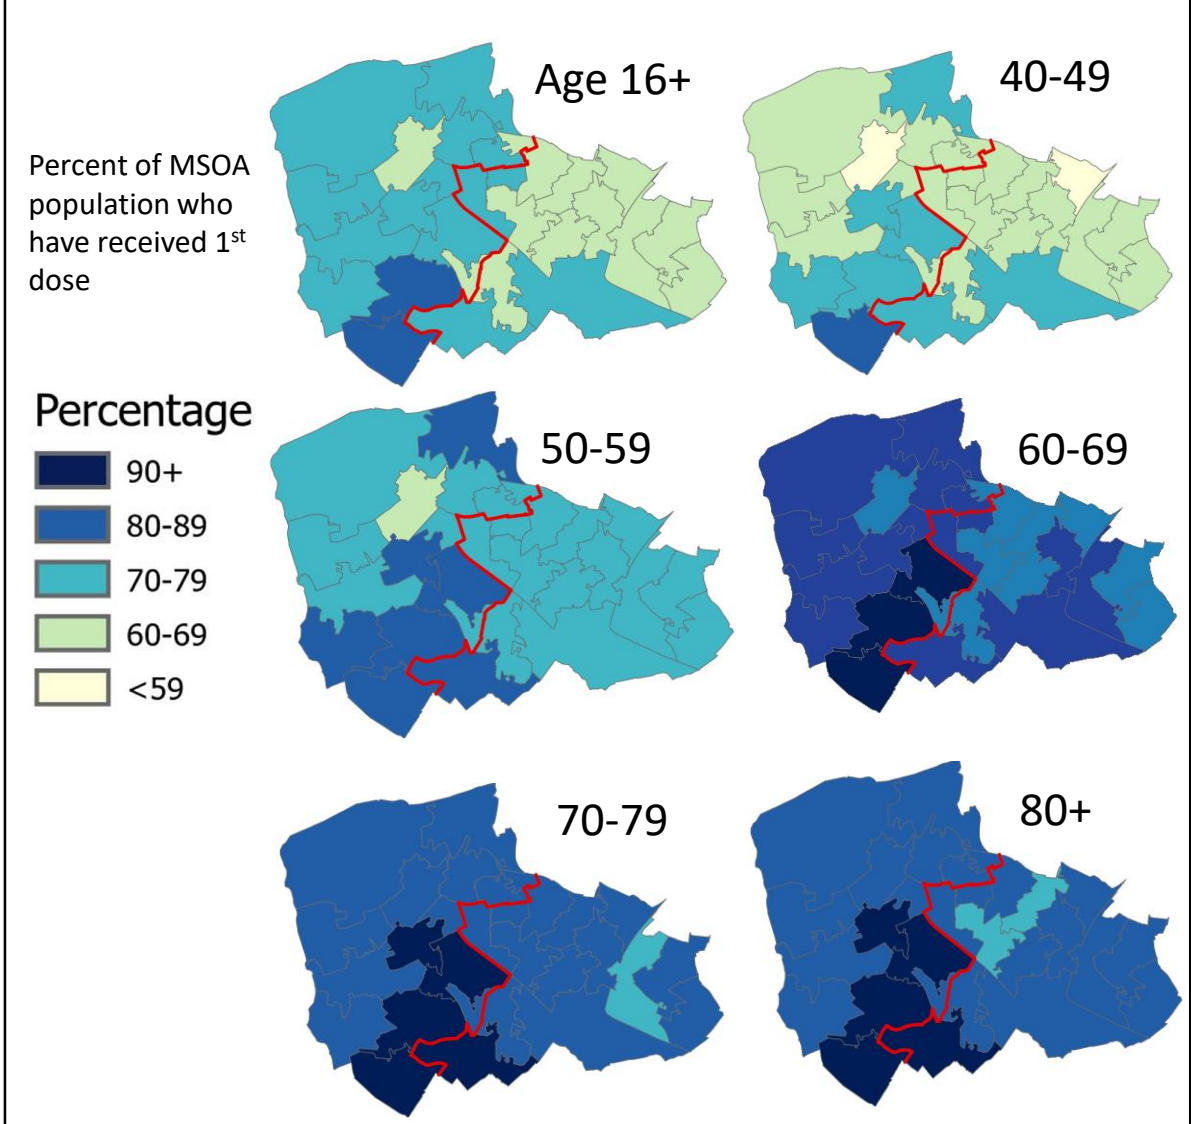 Age 16+
40-49
Percent of MSOA
population who
have received 1st
dose
Percentage
90+
80-89
70-79
60-69
<59
50-59
60-69
70-79
80+